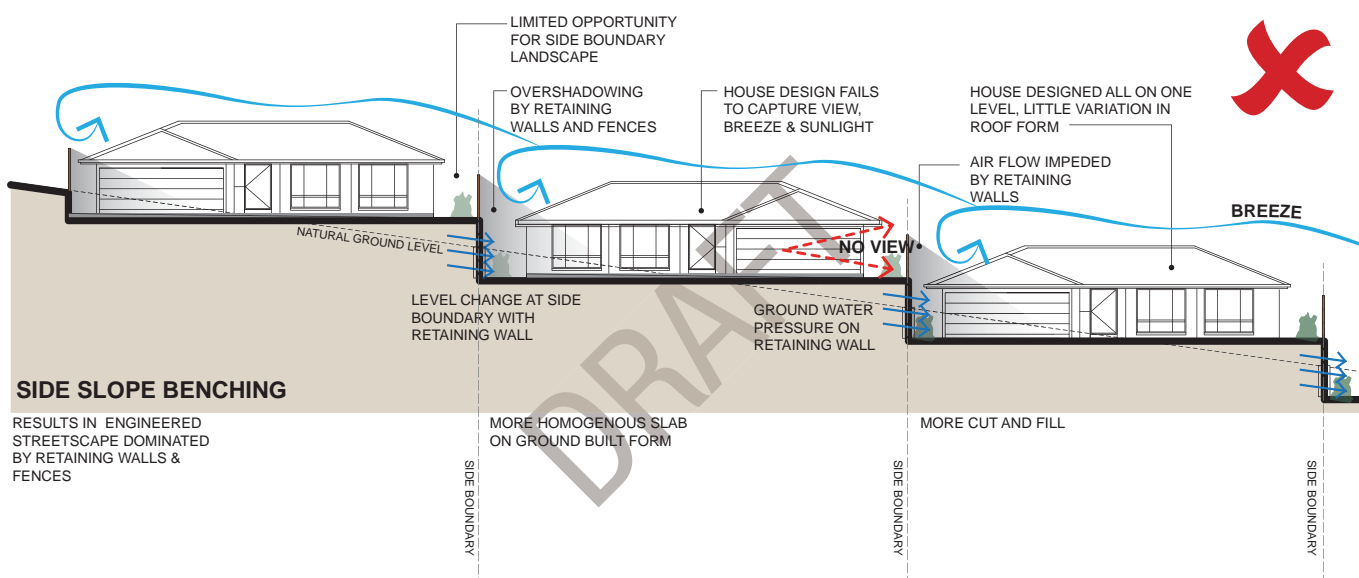 LIMITED OPPORTUNITY
FOR SIDE BOUNDARY
LANDSCAPE
OVERSHADOWING
BY RETAINING
WALLS AND FENCES
HOUSE DESIGN FAILS
TO CAPTURE VIEW,
BREEZE & SUNLIGHT
HOUSE DESIGNED ALL ON ONE
LEVEL, LITTLE VARIATION IN
ROOF FORM
AIR FLOW IMPEDED
BY RETAINING
WALLS
BREEZE
NATURAL GROUND LEVEL
NO VIEW
LEVEL CHANGE AT SIDE
BOUNDARY WITH
RETAINING WALL
GROUND WATER
PRESSURE ON
RETAINING WALL
DRAFT
SIDE SLOPE BENCHING
RESULTS IN ENGINEERED
STREETSCAPE DOMINATED
BY RETAINING WALLS &
FENCES
MORE HOMOGENOUS SLAB
ON GROUND BUILT FORM
MORE CUT AND FILL
SIDE BOUNDARY
SIDE BOUNDARY
SIDE BOUNDARY